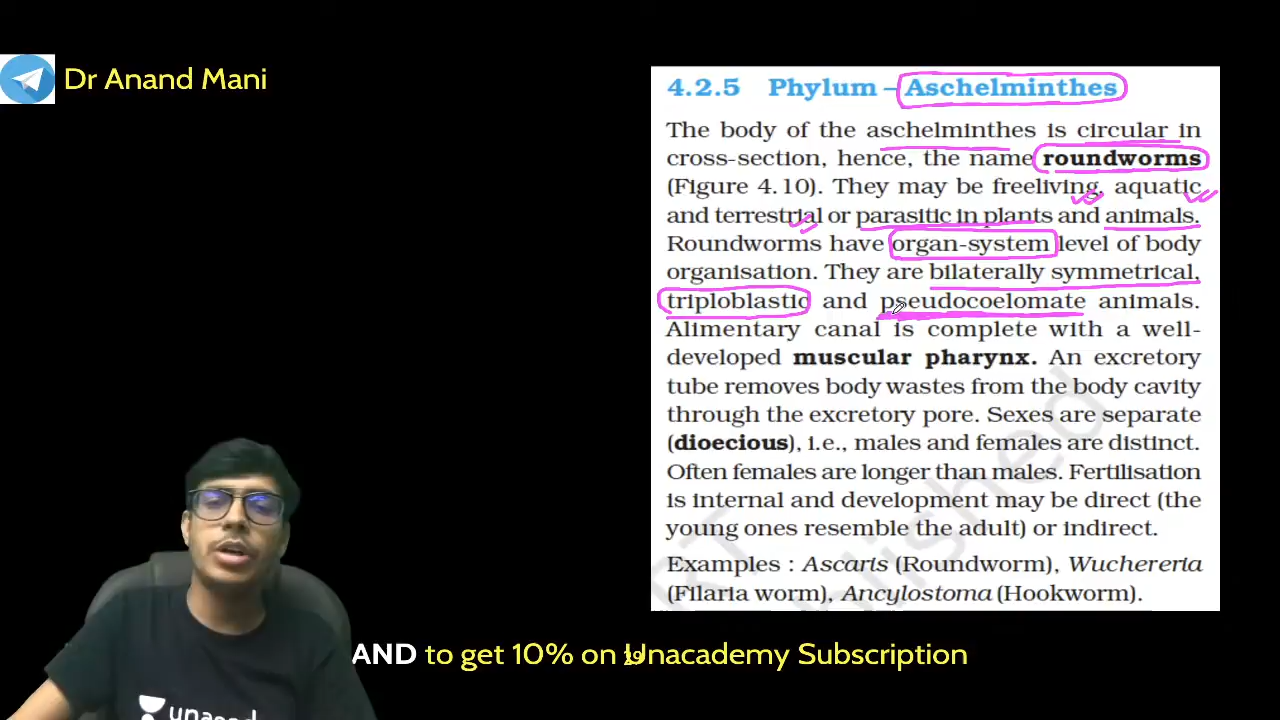 Dr Anand Mani
4.2.5 Phylum – Aschelminthes
The body of the aschelminthes is circular in
cross-section, hence, the name roundworms
(Figure 4.10). They may be freeliving, aquatic
and terrestrial or parasitic in plants and animals.
Roundworms have organ-system level of body
organisation. They are bilaterally symmetrical,
triploblastic and pseudocoelomate animals.
Alimentary canal is complete with a well-
developed muscular pharynx. An excretory
tube removes body wastes from the body cavity
through the excretory pore. Sexes are separate
(dioecious), i.e., males and females are distinct.
Often females are longer than males. Fertilisation
is internal and development may be direct (the
young ones resemble the adult) or indirect.
Examples : Ascaris (Roundworm), Wuchereria
(Filaria worm), Ancylostoma (Hookworm).
AND to get 10% on Unacademy Subscription